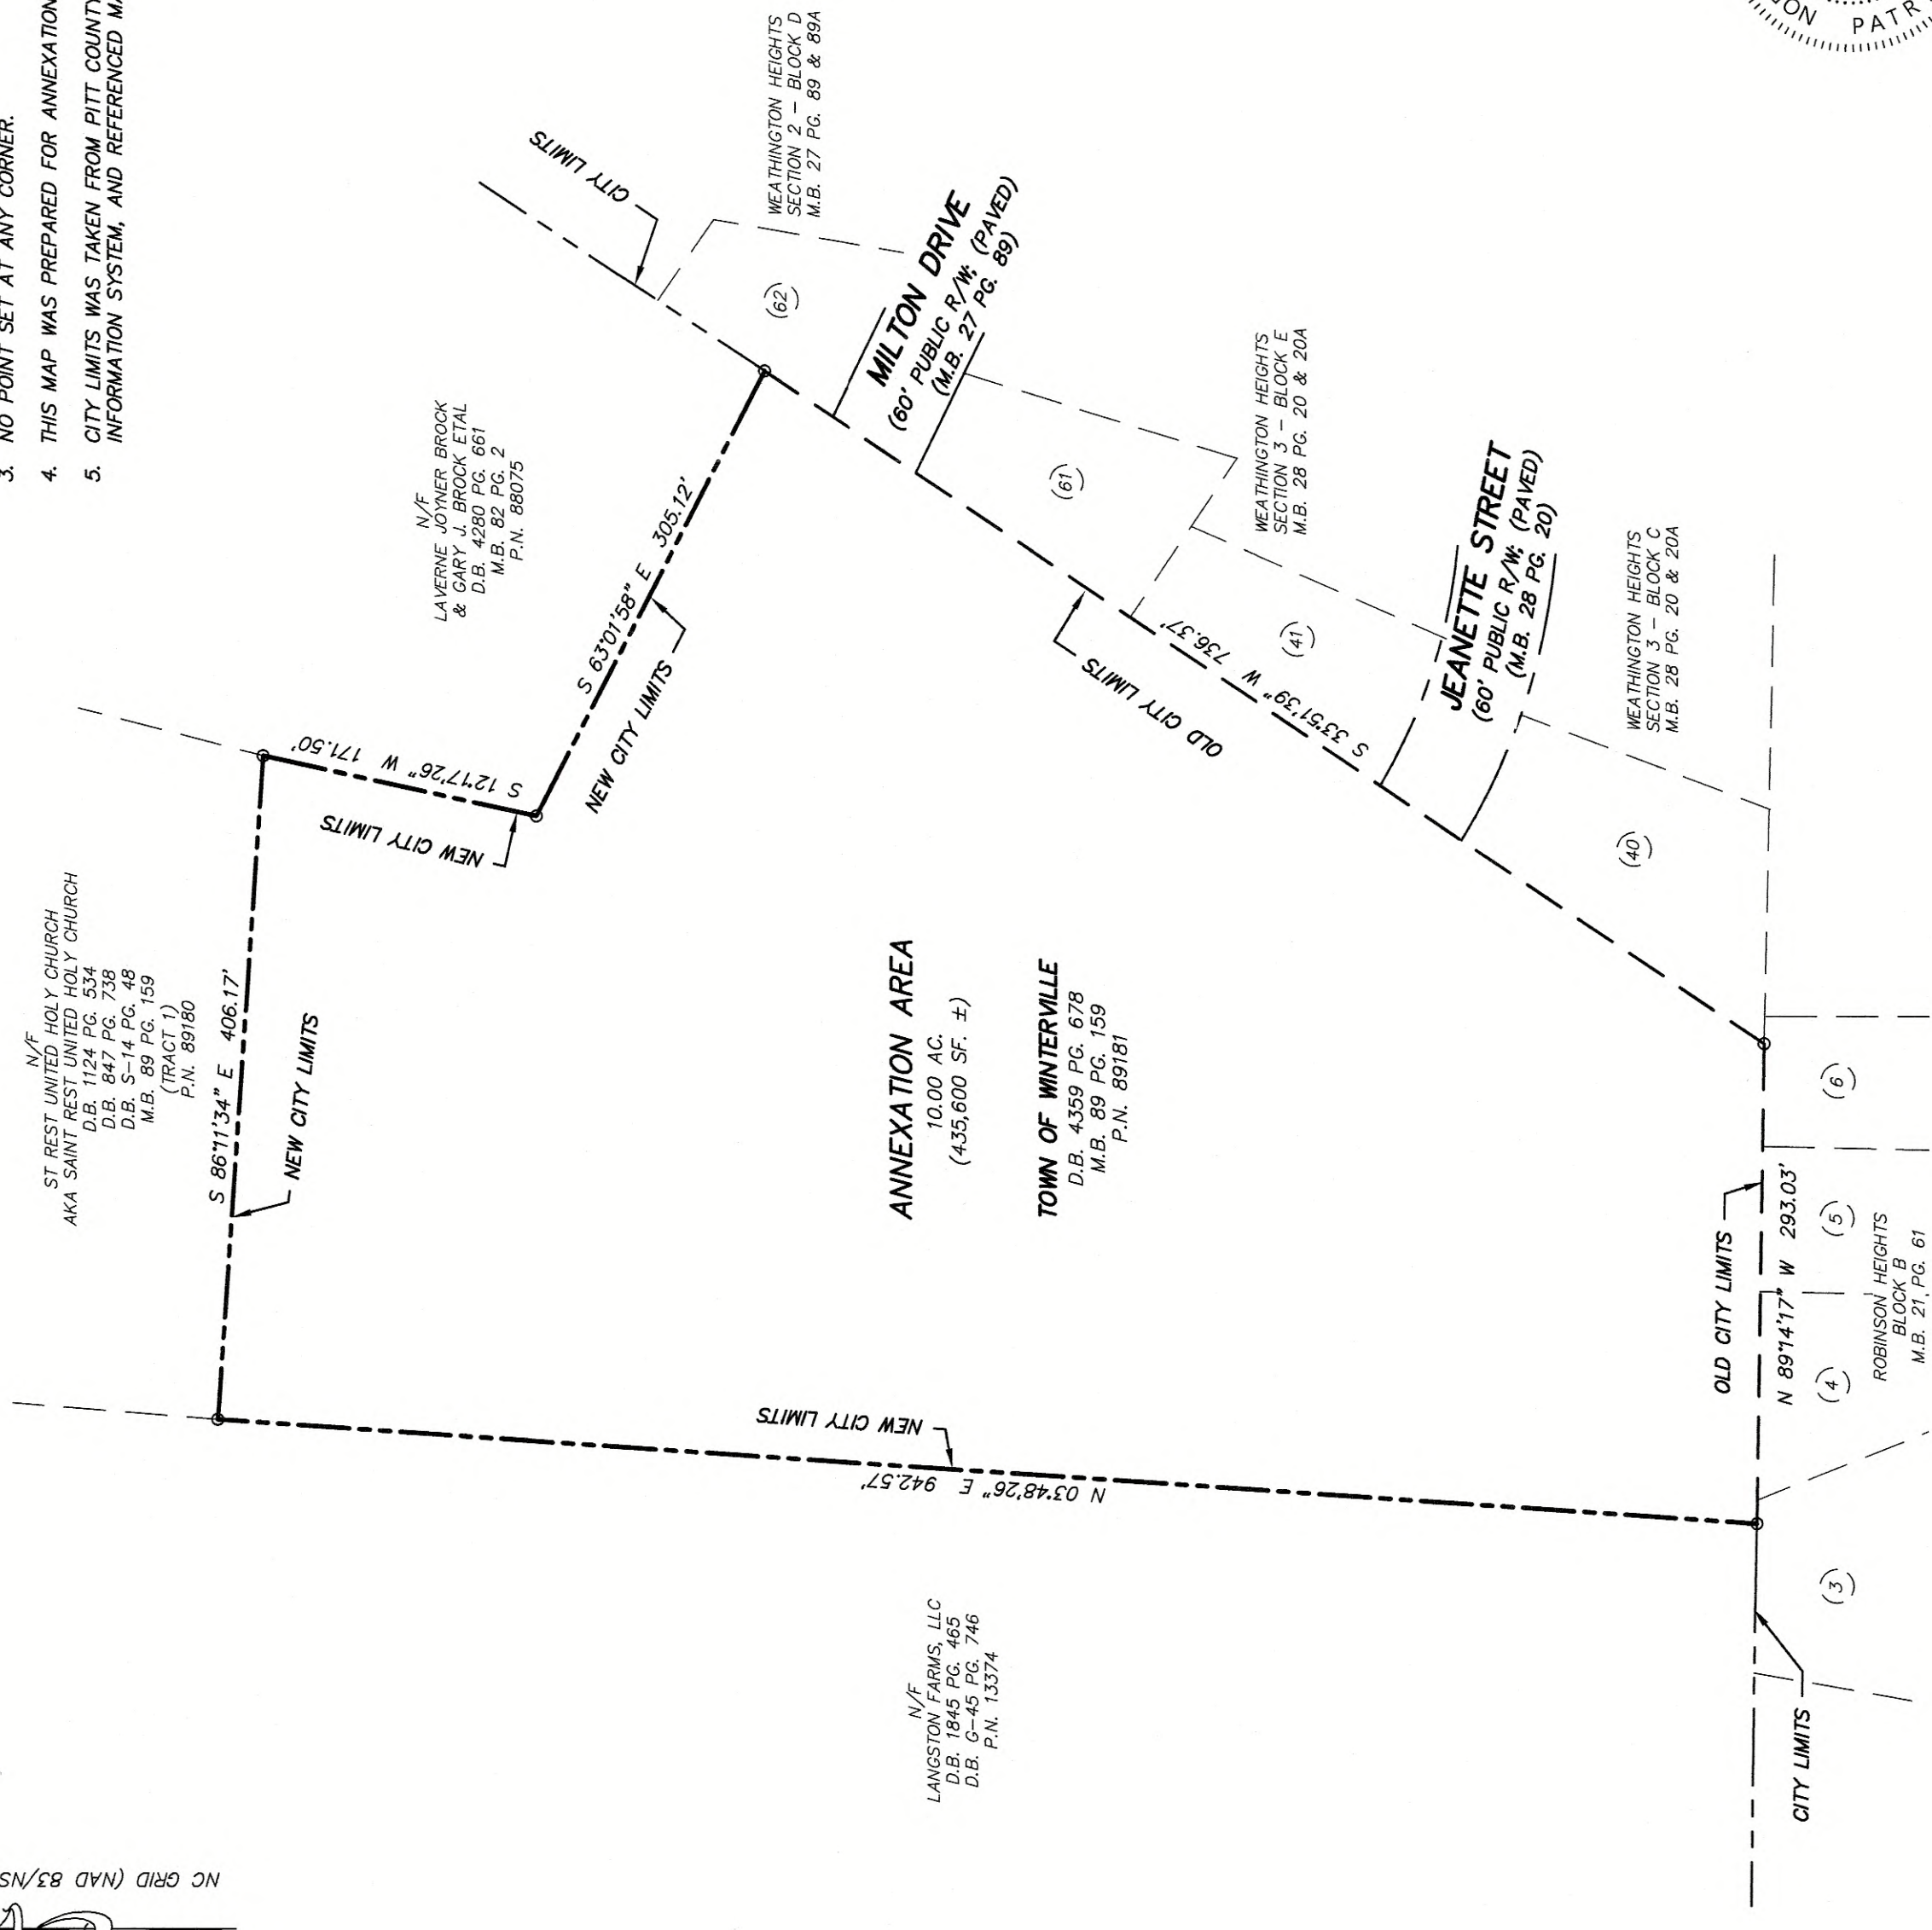 3. NO POINT SET AT ANY CORNER.
4. THIS MAP WAS PREPARED FOR ANNEXATION
5. CITY LIMITS WAS TAKEN FROM PITT COUNTY
INFORMATION SYSTEM, AND REFERENCED
N/F
ST REST UNITED HOLY CHURCH
AKA SAINT REST UNITED HOLY CHURCH
D.B. 1124 PG. 534
D.B. 847 PG. 738
D.B. S-14 PG. 48
M.B. 89 PG. 159
(TRACT 1)
P.N. 89180
S 86°11'34" E 406.17'
NEW CITY LIMITS
S 12°17'26" W 171.50'
NEW CITY LIMITS
N/F
LAVERNE JOYNER BROCK
& GARY J. BROCK ETAL
D.B. 4280 PG. 661
M.B. 82 PG. 2
P.N. 88075
S 63°01'58" E 305.12'
NEW CITY LIMITS
CITY LIMITS
WEATHINGTON HEIGHTS
SECTION 2 - BLOCK D
M.B. 27 PG. 89 & 89A
(62)
MILTON DRIVE
(60' PUBLIC R/W; (PAVED)
(M.B. 27 PG. 89)
(61)
WEATHINGTON HEIGHTS
SECTION 3 - BLOCK E
M.B. 28 PG. 20 & 20A
OLD CITY LIMITS
S 33°51'39" W 736.37'
(41)
JEANETTE STREET
(60' PUBLIC R/W; (PAVED)
(M.B. 28 PG. 20)
WEATHINGTON HEIGHTS
SECTION 3 - BLOCK C
M.B. 28 PG. 20 & 20A
(40)
ANNEXATION AREA
10.00 AC.
(435,600 SF. ±)
TOWN OF WINTERVILLE
D.B. 4359 PG. 678
M.B. 89 PG. 159
P.N. 89181
NEW CITY LIMITS
N 03°48'26" E 942.57'
N/F
LANGSTON FARMS, LLC
D.B. 1845 PG. 465
D.B. G-45 PG. 746
P.N. 13374
OLD CITY LIMITS
N 89°14'17" W 293.03'
(3)
(4)
(5)
(6)
ROBINSON HEIGHTS
BLOCK B
M.B. 21 PG. 61
CITY LIMITS
NC GRID (NAD 83/